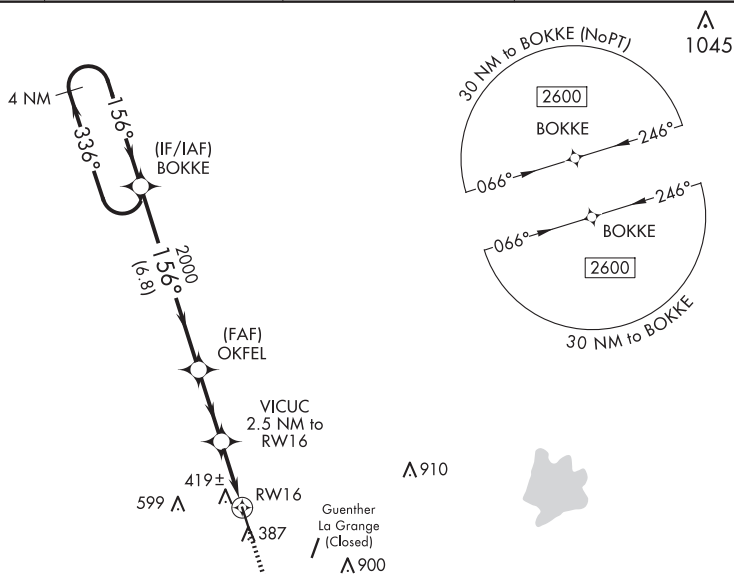 1045
30 NM to BOKKE (NoPT)
2600
BOKKE
066°
246°
066°
246°
BOKKE
2600
30 NM to BOKKE
4 NM
156°
336°
(IF/IAF)
BOKKE
2000
156°
(6.8)
(FAF)
OKFEL
VICUC
2.5 NM to
RW16
419±
599
RW16
387
Guenther
La Grange
(Closed)
910
900